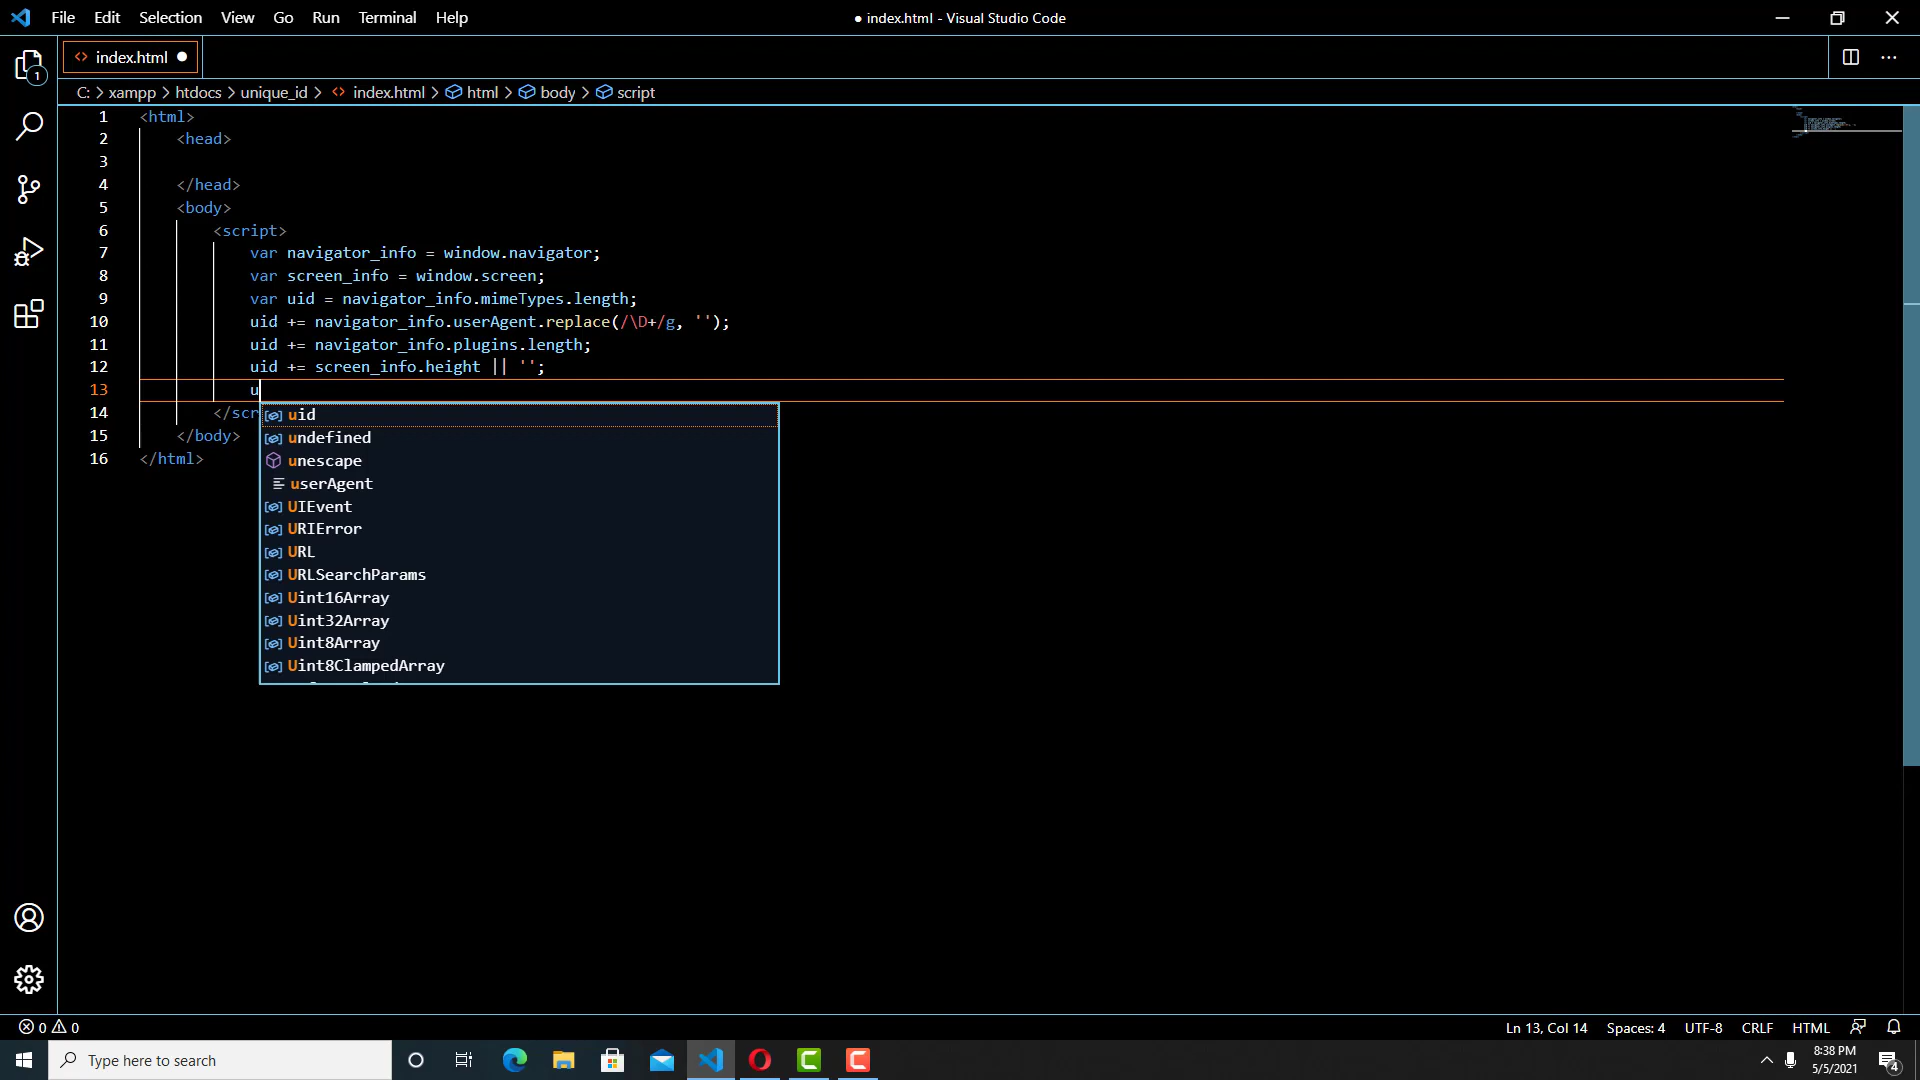 File Edit Selection View Go Run Terminal Help
● index.html - Visual Studio Code
1
index.html ●
C: > xampp > htdocs > unique_id > <> index.html > html > body > script
1 <html>
2 <head>
3
4 </head>
5 <body>
6 <script>
7 var navigator_info = window.navigator;
8 var screen_info = window.screen;
9 var uid = navigator_info.mimeTypes.length;
10 uid += navigator_info.userAgent.replace(/\D+/g, '');
11 uid += navigator_info.plugins.length;
12 uid += screen_info.height || '';
13 u
14 </scr
15 </body>
16 </html>
uid
undefined
unescape
userAgent
UIEvent
URIError
URL
URLSearchParams
Uint16Array
Uint32Array
Uint8Array
Uint8ClampedArray
0 0
Ln 13, Col 14 Spaces: 4 UTF-8 CRLF HTML
Type here to search
8:38 PM
5/5/2021
4